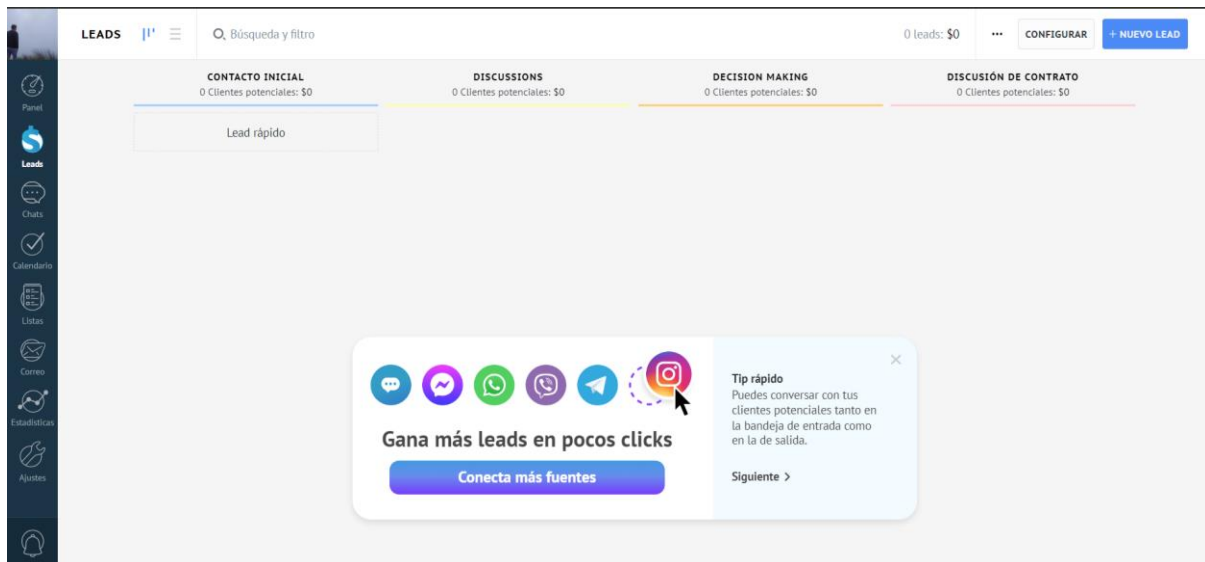 LEADS
Búsqueda y filtro
0 leads: $0
CONFIGURAR
+ NUEVO LEAD
CONTACTO INICIAL
0 Clientes potenciales: $0
DISCUSSIONS
0 Clientes potenciales: $0
DECISION MAKING
0 Clientes potenciales: $0
DISCUSIÓN DE CONTRATO
0 Clientes potenciales: $0
Lead rápido
Panel
Leads
Chats
Calendario
Listas
Correo
Estadísticas
Ajustes
Gana más leads en pocos clicks
Conecta más fuentes
Tip rápido
Puedes conversar con tus
clientes potenciales tanto en
la bandeja de entrada como
en la de salida.
Siguiente >